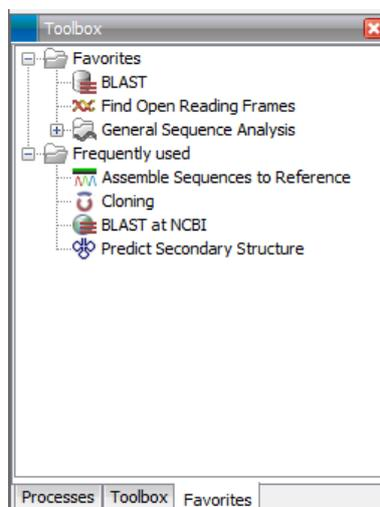 Toolbox
Favorites
BLAST
Find Open Reading Frames
General Sequence Analysis
Frequently used
Assemble Sequences to Reference
Cloning
BLAST at NCBI
Predict Secondary Structure
Processes Toolbox Favorites